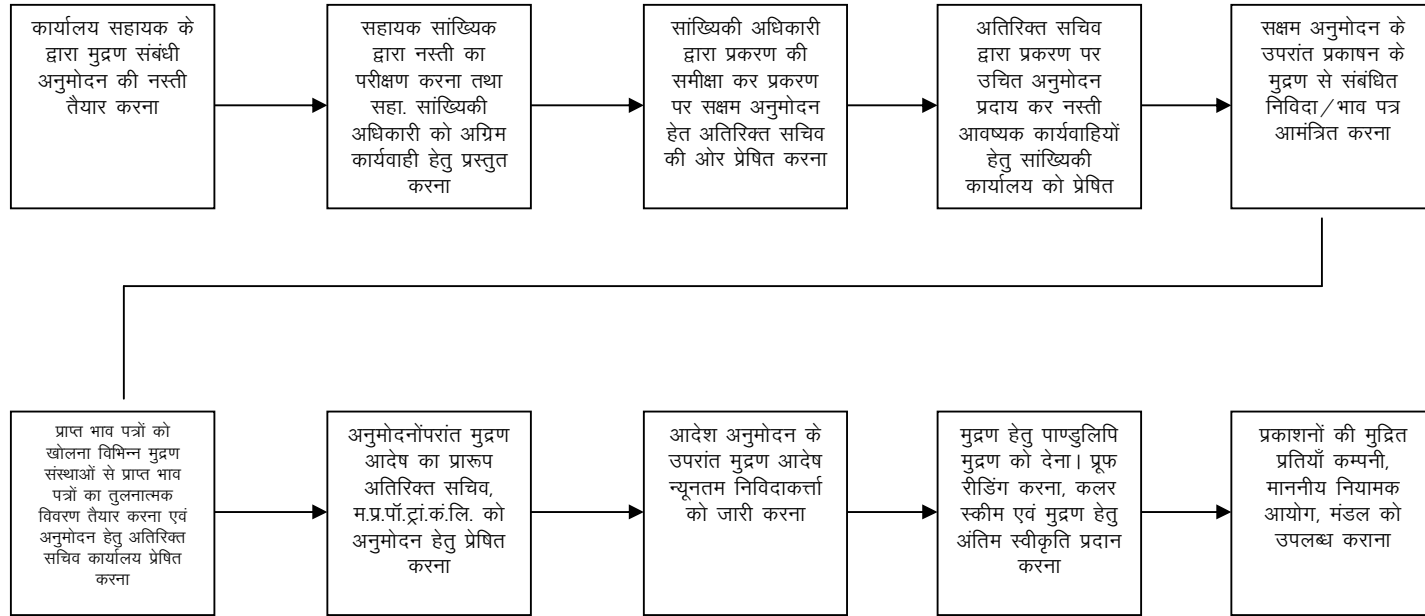 कार्यालय सहायक के
द्वारा मुद्रण संबंधी
अनुमोदन की नस्ती
तैयार करना
सहायक सांख्यिक
द्वारा नस्ती का
परीक्षण करना तथा
सहा. सांख्यिकी
अधिकारी को अग्रिम
कार्यवाही हेतु प्रस्तुत
करना
सांख्यिकी अधिकारी
द्वारा प्रकरण की
समीक्षा कर प्रकरण
पर सक्षम अनुमोदन
हेत अतिरिक्त सचिव
की ओर प्रेषित करना
अतिरिक्त सचिव
द्वारा प्रकरण पर
उचित अनुमोदन
प्रदाय कर नस्ती
आवष्यक कार्यवाहियों
हेतु सांख्यिकी
कार्यालय को प्रेषित
सक्षम अनुमोदन के
उपरांत प्रकाषन के
मुद्रण से संबंधित
निविदा/भाव पत्र
आमंत्रित करना
प्राप्त भाव पत्रों को
खोलना विभिन्न मुद्रण
संस्थाओं से प्राप्त भाव
पत्रों का तुलनात्मक
विवरण तैयार करना एवं
अनुमोदन हेतु अतिरिक्त
सचिव कार्यालय प्रेषित
करना
अनुमोदनोंपरांत मुद्रण
आदेष का प्रारूप
अतिरिक्त सचिव,
म.प्र.पॉ.ट्रां.कं.लि. को
अनुमोदन हेतु प्रेषित
करना
आदेश अनुमोदन के
उपरांत मुद्रण आदेष
न्यूनतम निविदाकर्त्ता
को जारी करना
मुद्रण हेतु पाण्डुलिपि
मुद्रण को देना। प्रूफ
रीडिंग करना, कलर
स्कीम एवं मुद्रण हेतु
अंतिम स्वीकृति प्रदान
करना
प्रकाशनों की मुद्रित
प्रतियाँ कम्पनी,
माननीय नियामक
आयोग, मंडल को
उपलब्ध कराना